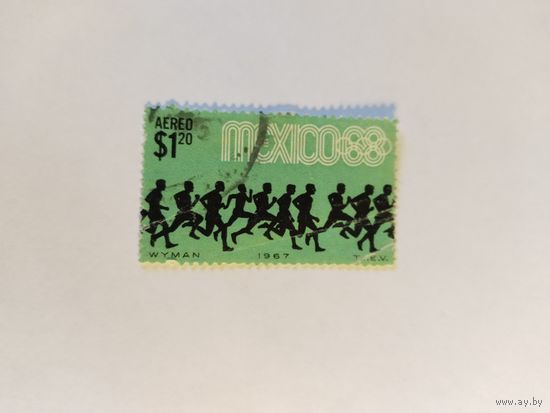 AEREO
$1.20
MEXICO68
WYMAN 1967 T.I.E.V.
www.ay.by